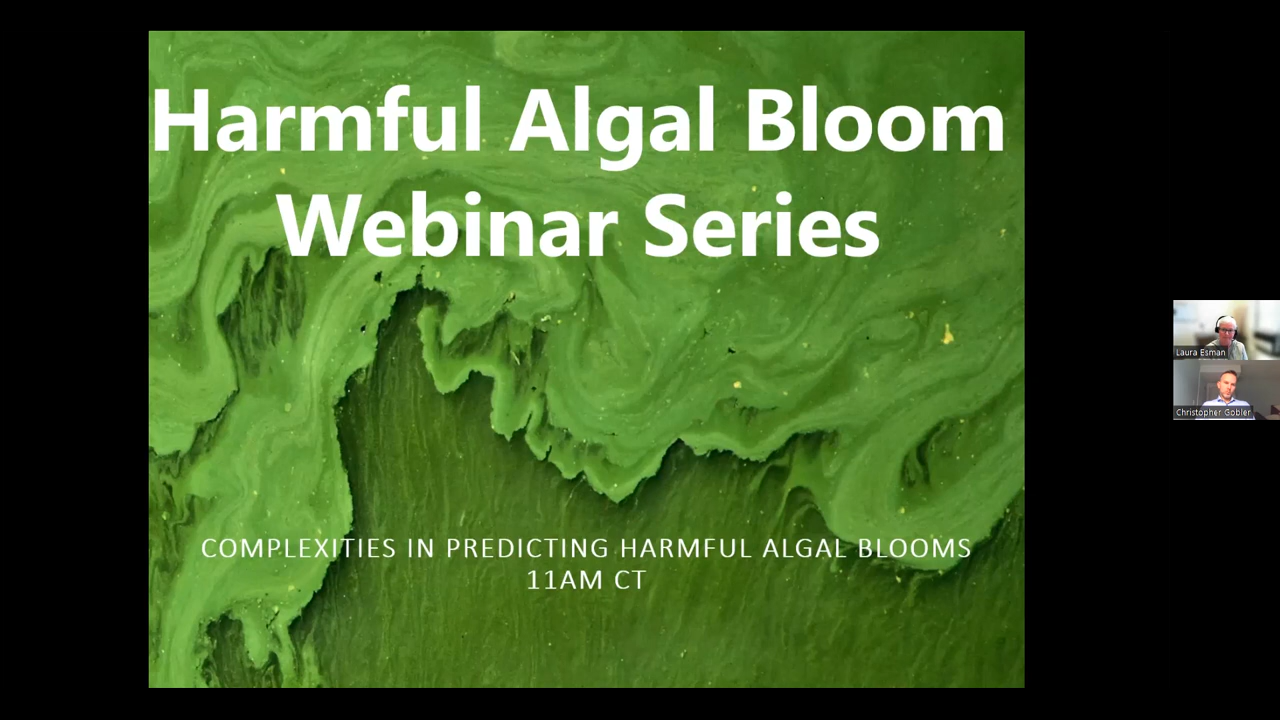 Harmful Algal Bloom
Webinar Series
COMPLEXITIES IN PREDICTING HARMFUL ALGAL BLOOMS
11AM CT
Laura Esman
Christopher Gobler